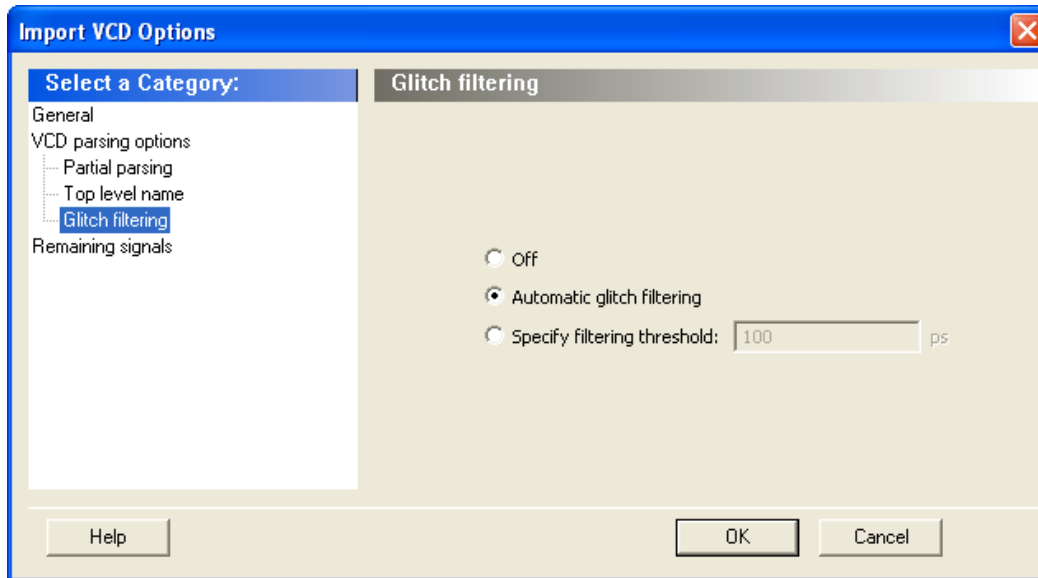 Import VCD Options
Select a Category:
General
VCD parsing options
Partial parsing
Top level name
Glitch filtering
Remaining signals
Glitch filtering
Off
Automatic glitch filtering
Specify filtering threshold: 100 ps
Help
OK
Cancel